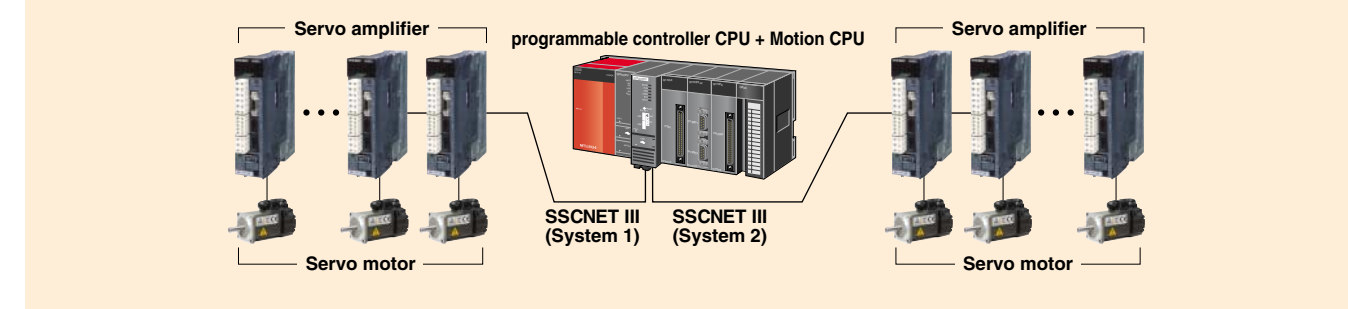 Servo amplifier
programmable controller CPU + Motion CPU
Servo amplifier
SSCNET III
(System 1)
SSCNET III
(System 2)
Servo motor
Servo motor